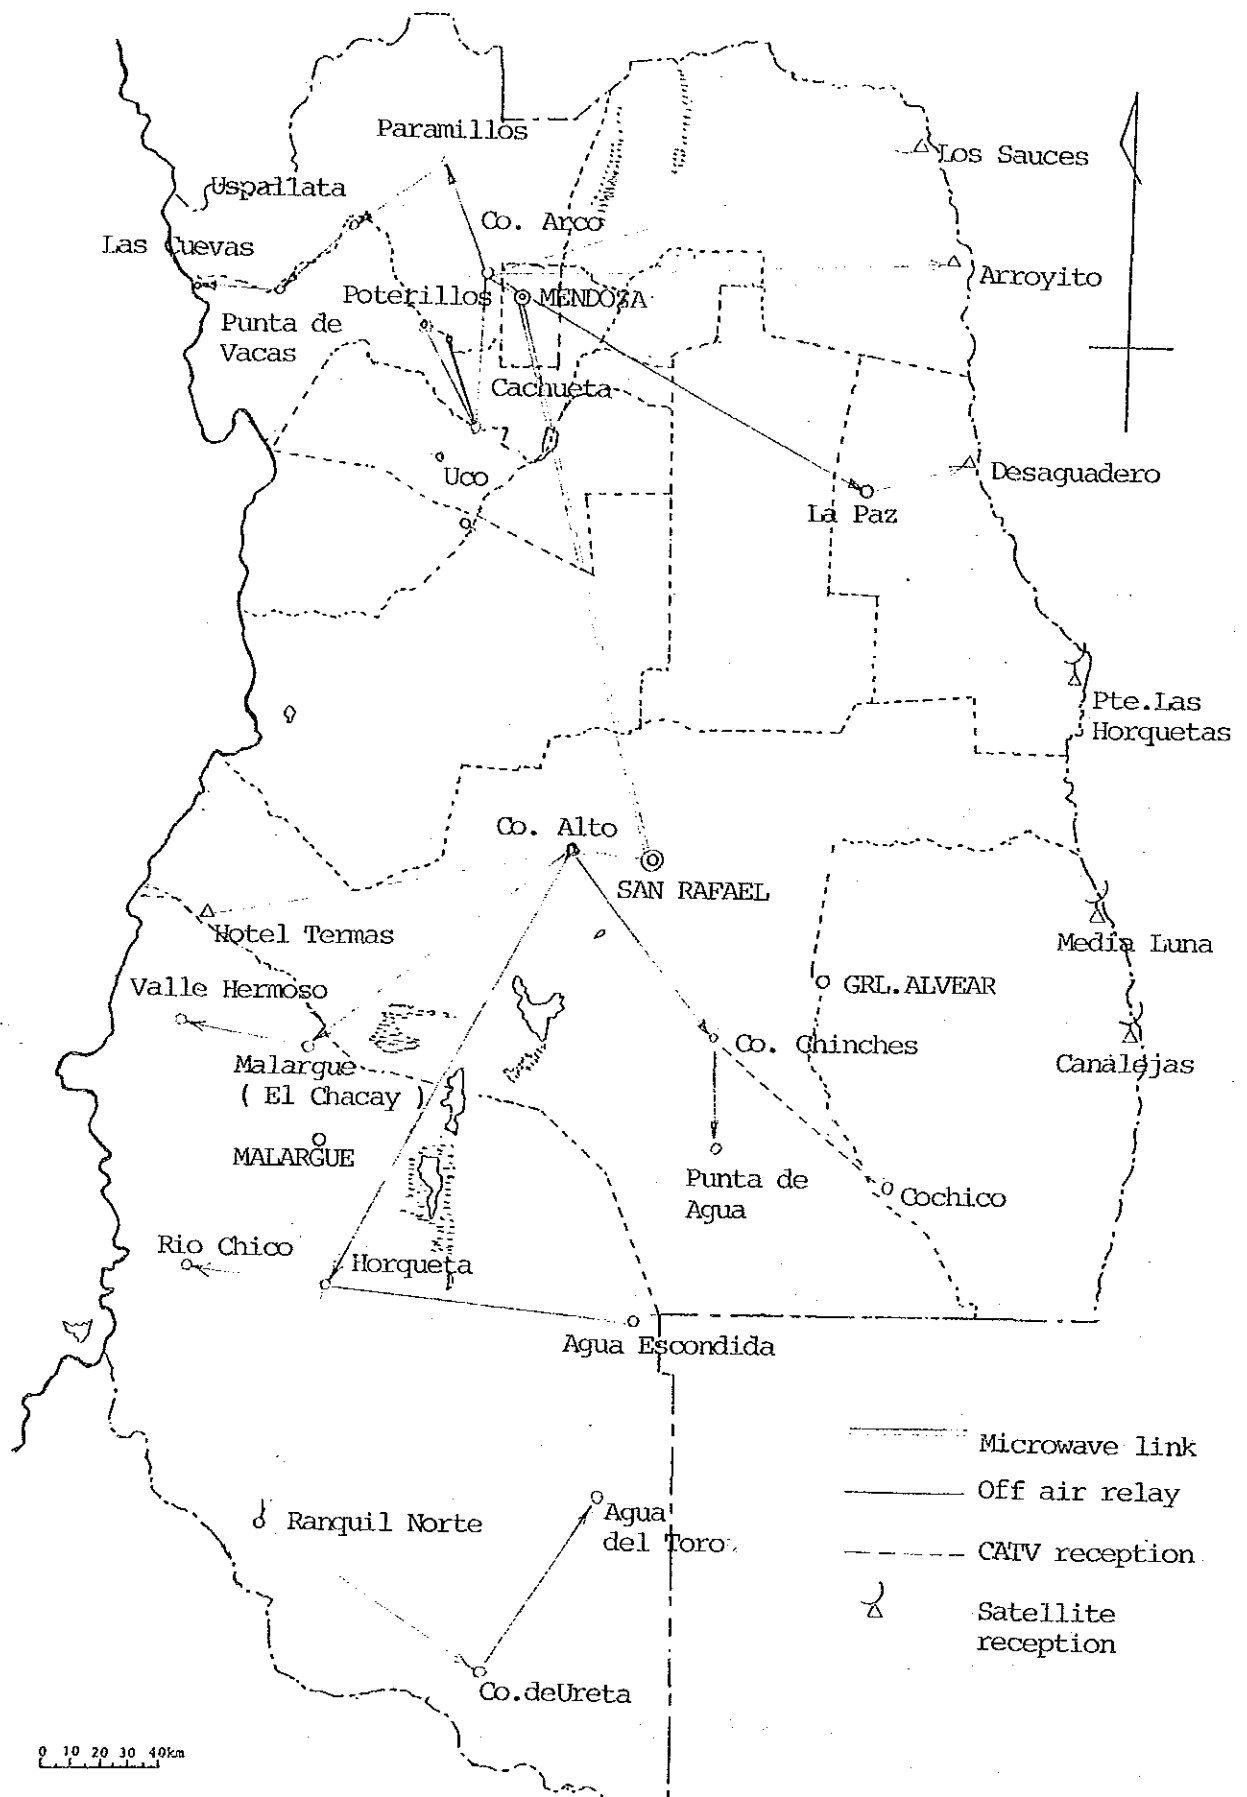 Paramillos
Los Sauces
Uspallata
Co. Arco
Las Cuevas
Arroyito
Poterillos
MENDOZA
Punta de
Vacas
Cachueta
Uco
Desaguadero
La Paz
Pte.Las
Horquetas
Co. Alto
SAN RAFAEL
Hotel Termas
Media Luna
Valle Hermoso
GRL.ALVEAR
Co. Chinches
Malargue
( El Chacay )
Canalejas
MALARGUE
Punta de
Agua
Cochico
Rio Chico
Horqueta
Agua Escondida
Microwave link
Off air relay
Ranquil Norte
Agua
del Toro
CATV reception
Satellite
reception
Co.deUreta
0 10 20 30 40km